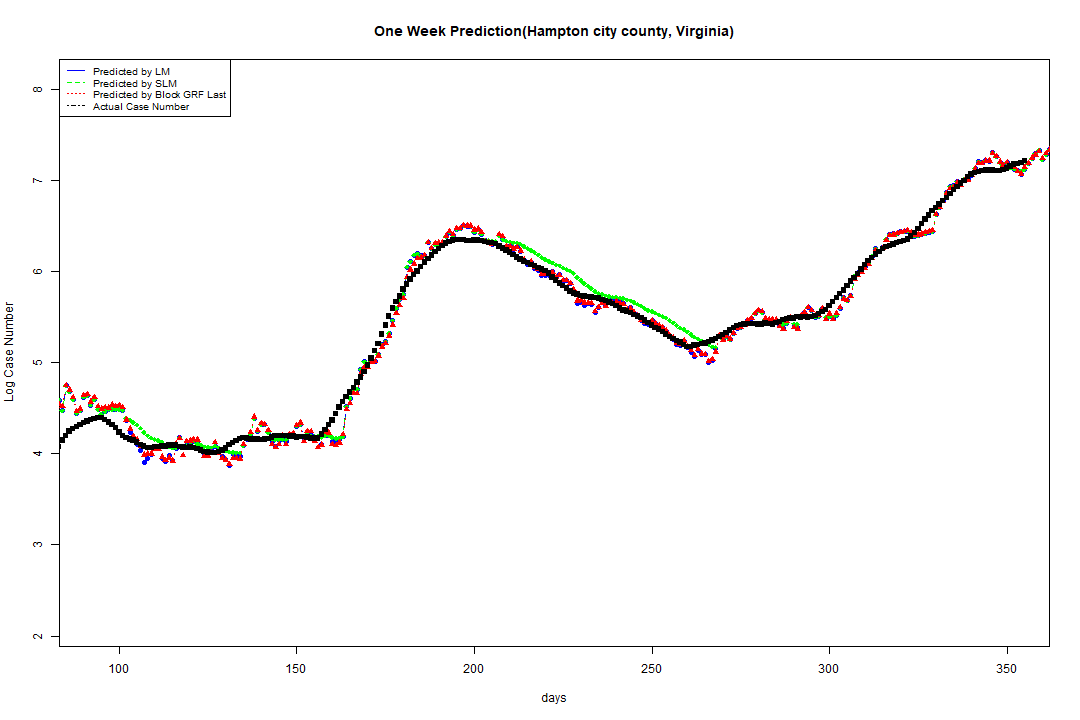 One Week Prediction(Hampton city county, Virginia)
Predicted by LM
Predicted by SLM
Predicted by Block GRF Last
Actual Case Number
8
7
6
5
4
3
2
Log Case Number
100 150 200 250 300 350
days